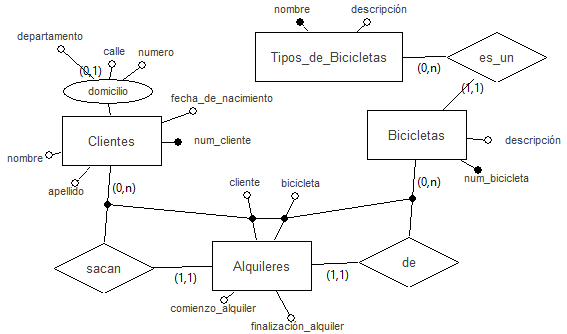 nombre
descripción
departamento
calle
numero
Tipos_de_Bicicletas
es_un
(0,1)
(0,n)
domicilio
(1,1)
fecha_de_nacimiento
Clientes
num_cliente
Bicicletas
descripción
nombre
apellido
num_bicicleta
(0,n)
(0,n)
cliente
bicicleta
sacan
Alquileres
de
(1,1)
(1,1)
comienzo_alquiler
finalización_alquiler